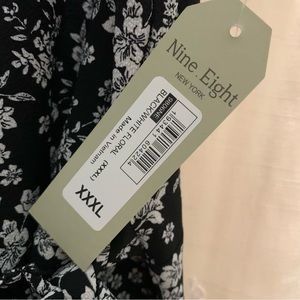 Nine.Eight
NEW YORK
BLACK/WHITE FLORAL
(XXXL)
Made in Vietnam
XXXL